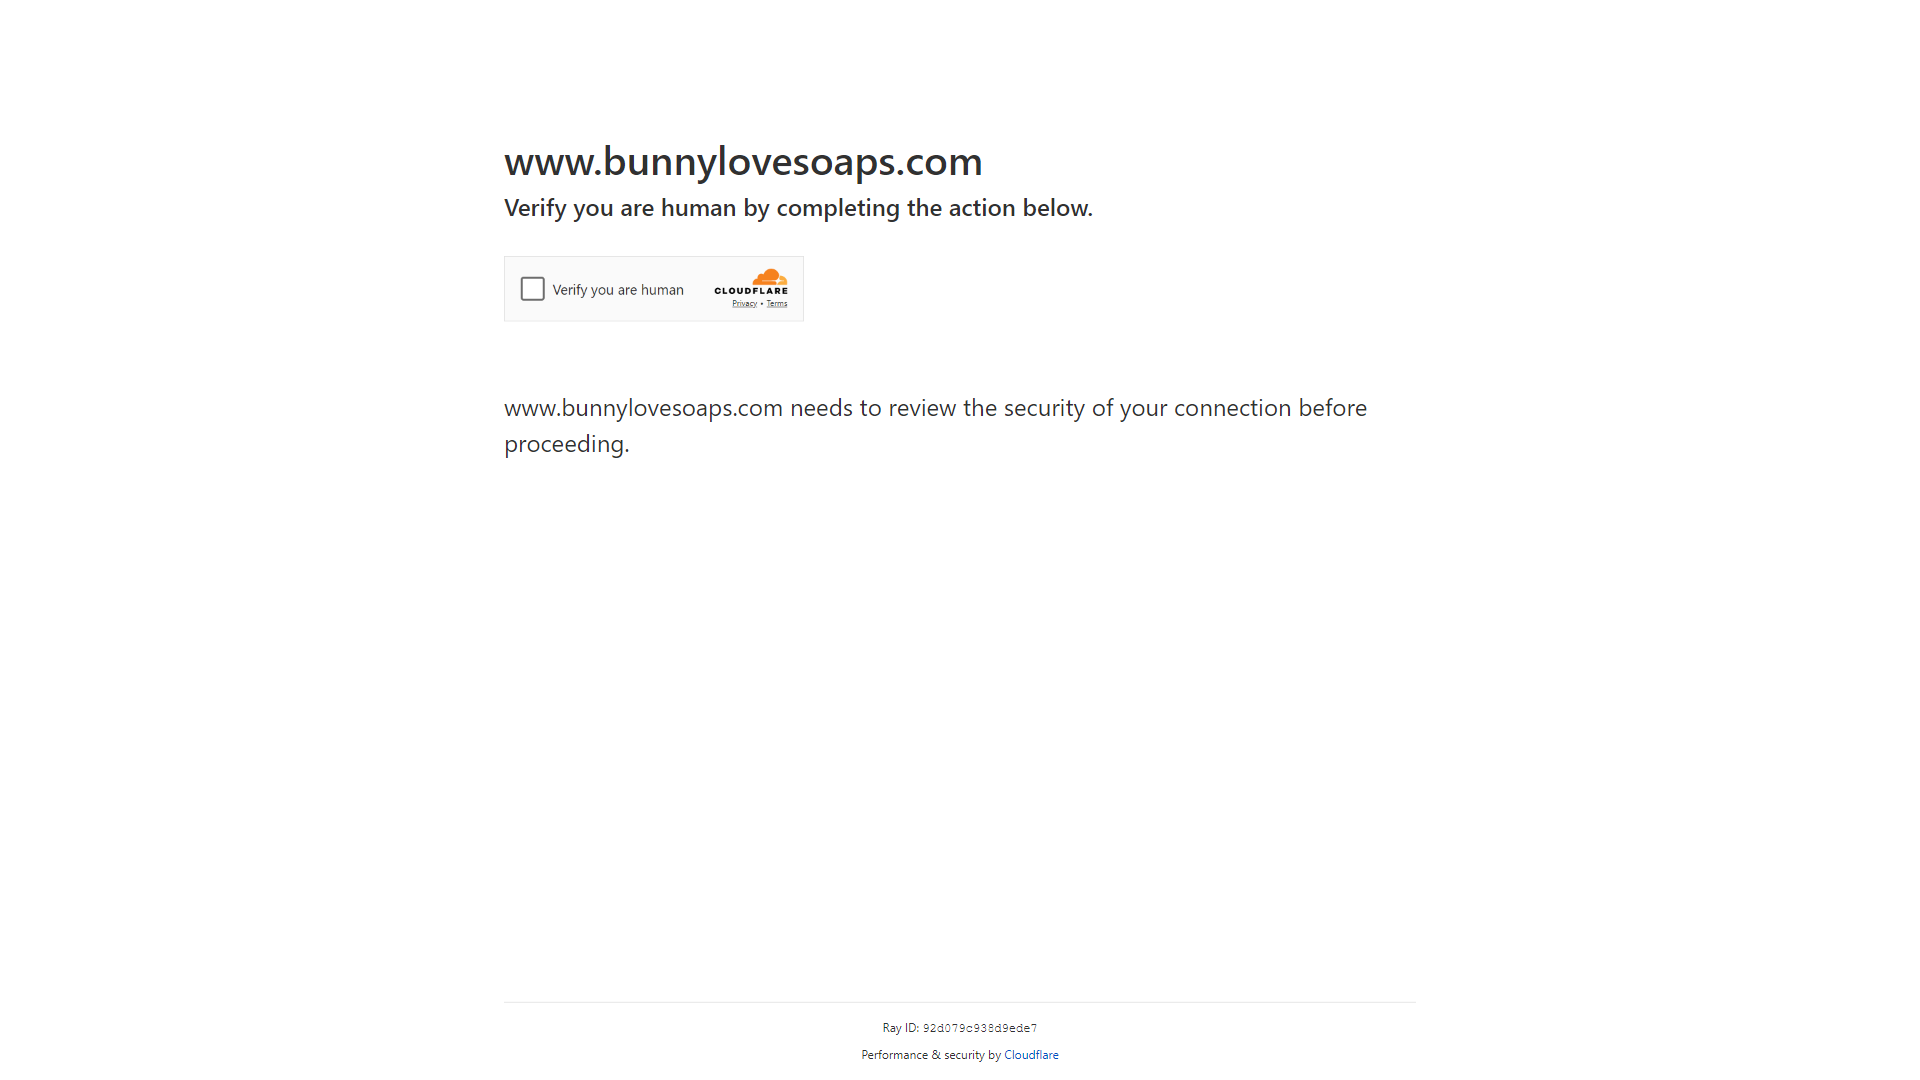 www.bunnylovesoaps.com
Verify you are human by completing the action below.
Verify you are human
CLOUDFLARE
Privacy • Terms
www.bunnylovesoaps.com needs to review the security of your connection before
proceeding.
Ray ID: 92d079c938d9ede7
Performance & security by Cloudflare